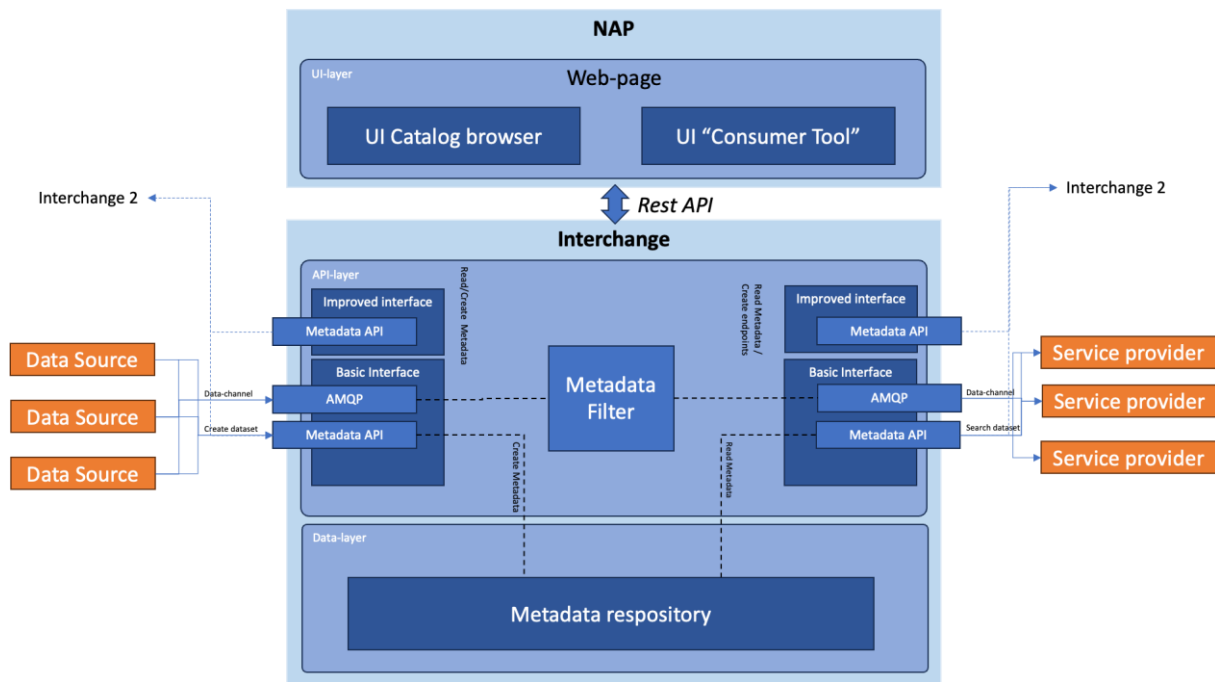 NAP
UI-layer
Web-page
UI Catalog browser
UI “Consumer Tool”
Interchange 2
Rest API
Interchange 2
Interchange
API-layer
Improved interface
Metadata API
Read/Create Metadata
Read Metadata /
Create endpoints
Improved interface
Metadata API
Data Source
Data Source
Data Source
Data-channel
Create dataset
Basic Interface
AMQP
Metadata API
Metadada
Filter
Basic Interface
AMQP
Metadata API
Data-channel
Search dataset
Service provider
Service provider
Service provider
Create Metadata
Read Metadata
Data-layer
Metadata respository